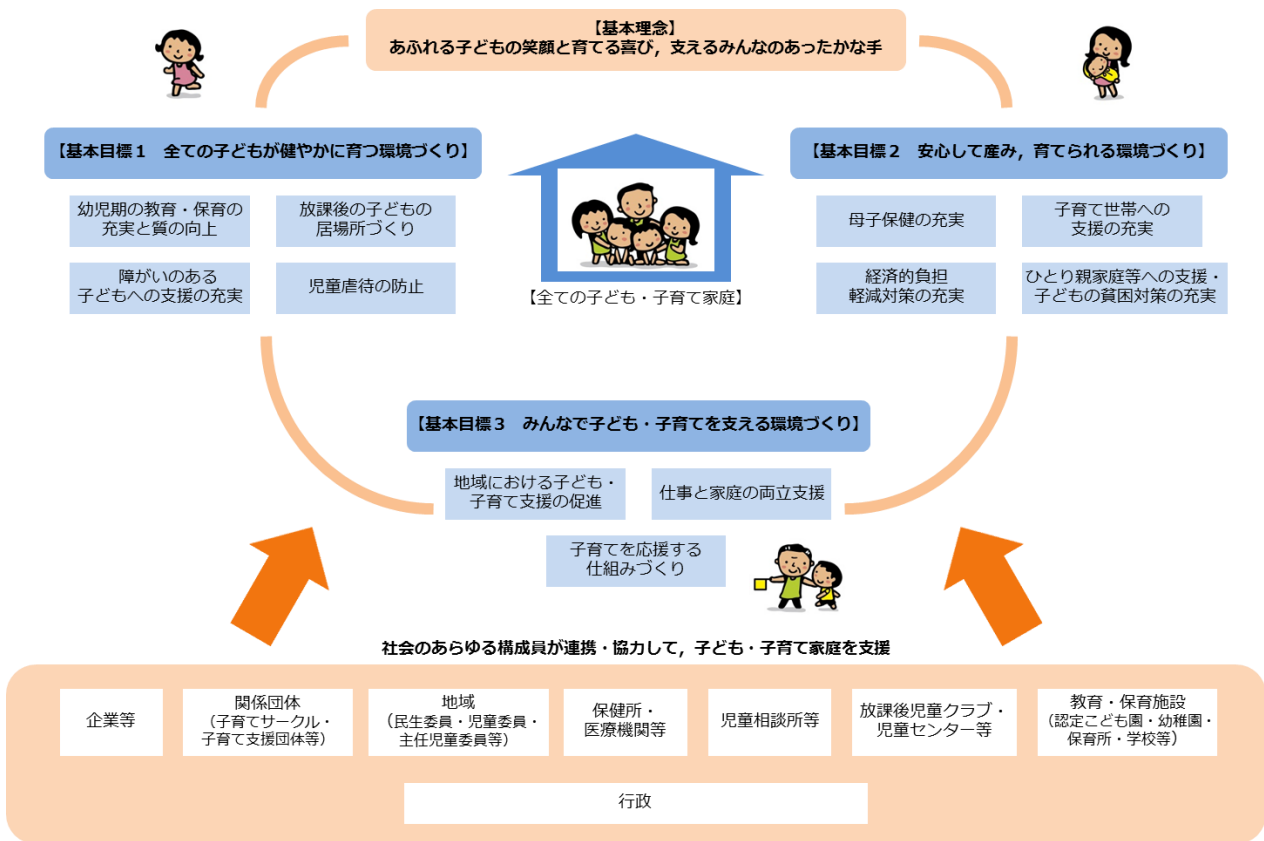 【基本理念】
あふれる子どもの笑顔と育てる喜び，支えるみんなのあったかな手
【基本目標１　全ての子どもが健やかに育つ環境づくり】
幼児期の教育・保育の
充実と質の向上
放課後の子どもの
居場所づくり
障がいのある
子どもへの支援の充実
児童虐待の防止
【全ての子ども・子育て家庭】
【基本目標２　安心して産み，育てられる環境づくり】
母子保健の充実
子育て世帯への
支援の充実
経済的負担
軽減対策の充実
ひとり親家庭等への支援・
子どもの貧困対策の充実
【基本目標３　みんなで子ども・子育てを支える環境づくり】
地域における子ども・
子育て支援の促進
仕事と家庭の両立支援
子育てを応援する
仕組みづくり
社会のあらゆる構成員が連携・協力して，子ども・子育て家庭を支援
企業等
関係団体
（子育てサークル・
子育て支援団体等）
地域
（民生委員・児童委員・
主任児童委員等）
保健所・
医療機関等
児童相談所等
放課後児童クラブ・
児童センター等
教育・保育施設
（認定こども園・幼稚園・
保育所・学校等）
行政